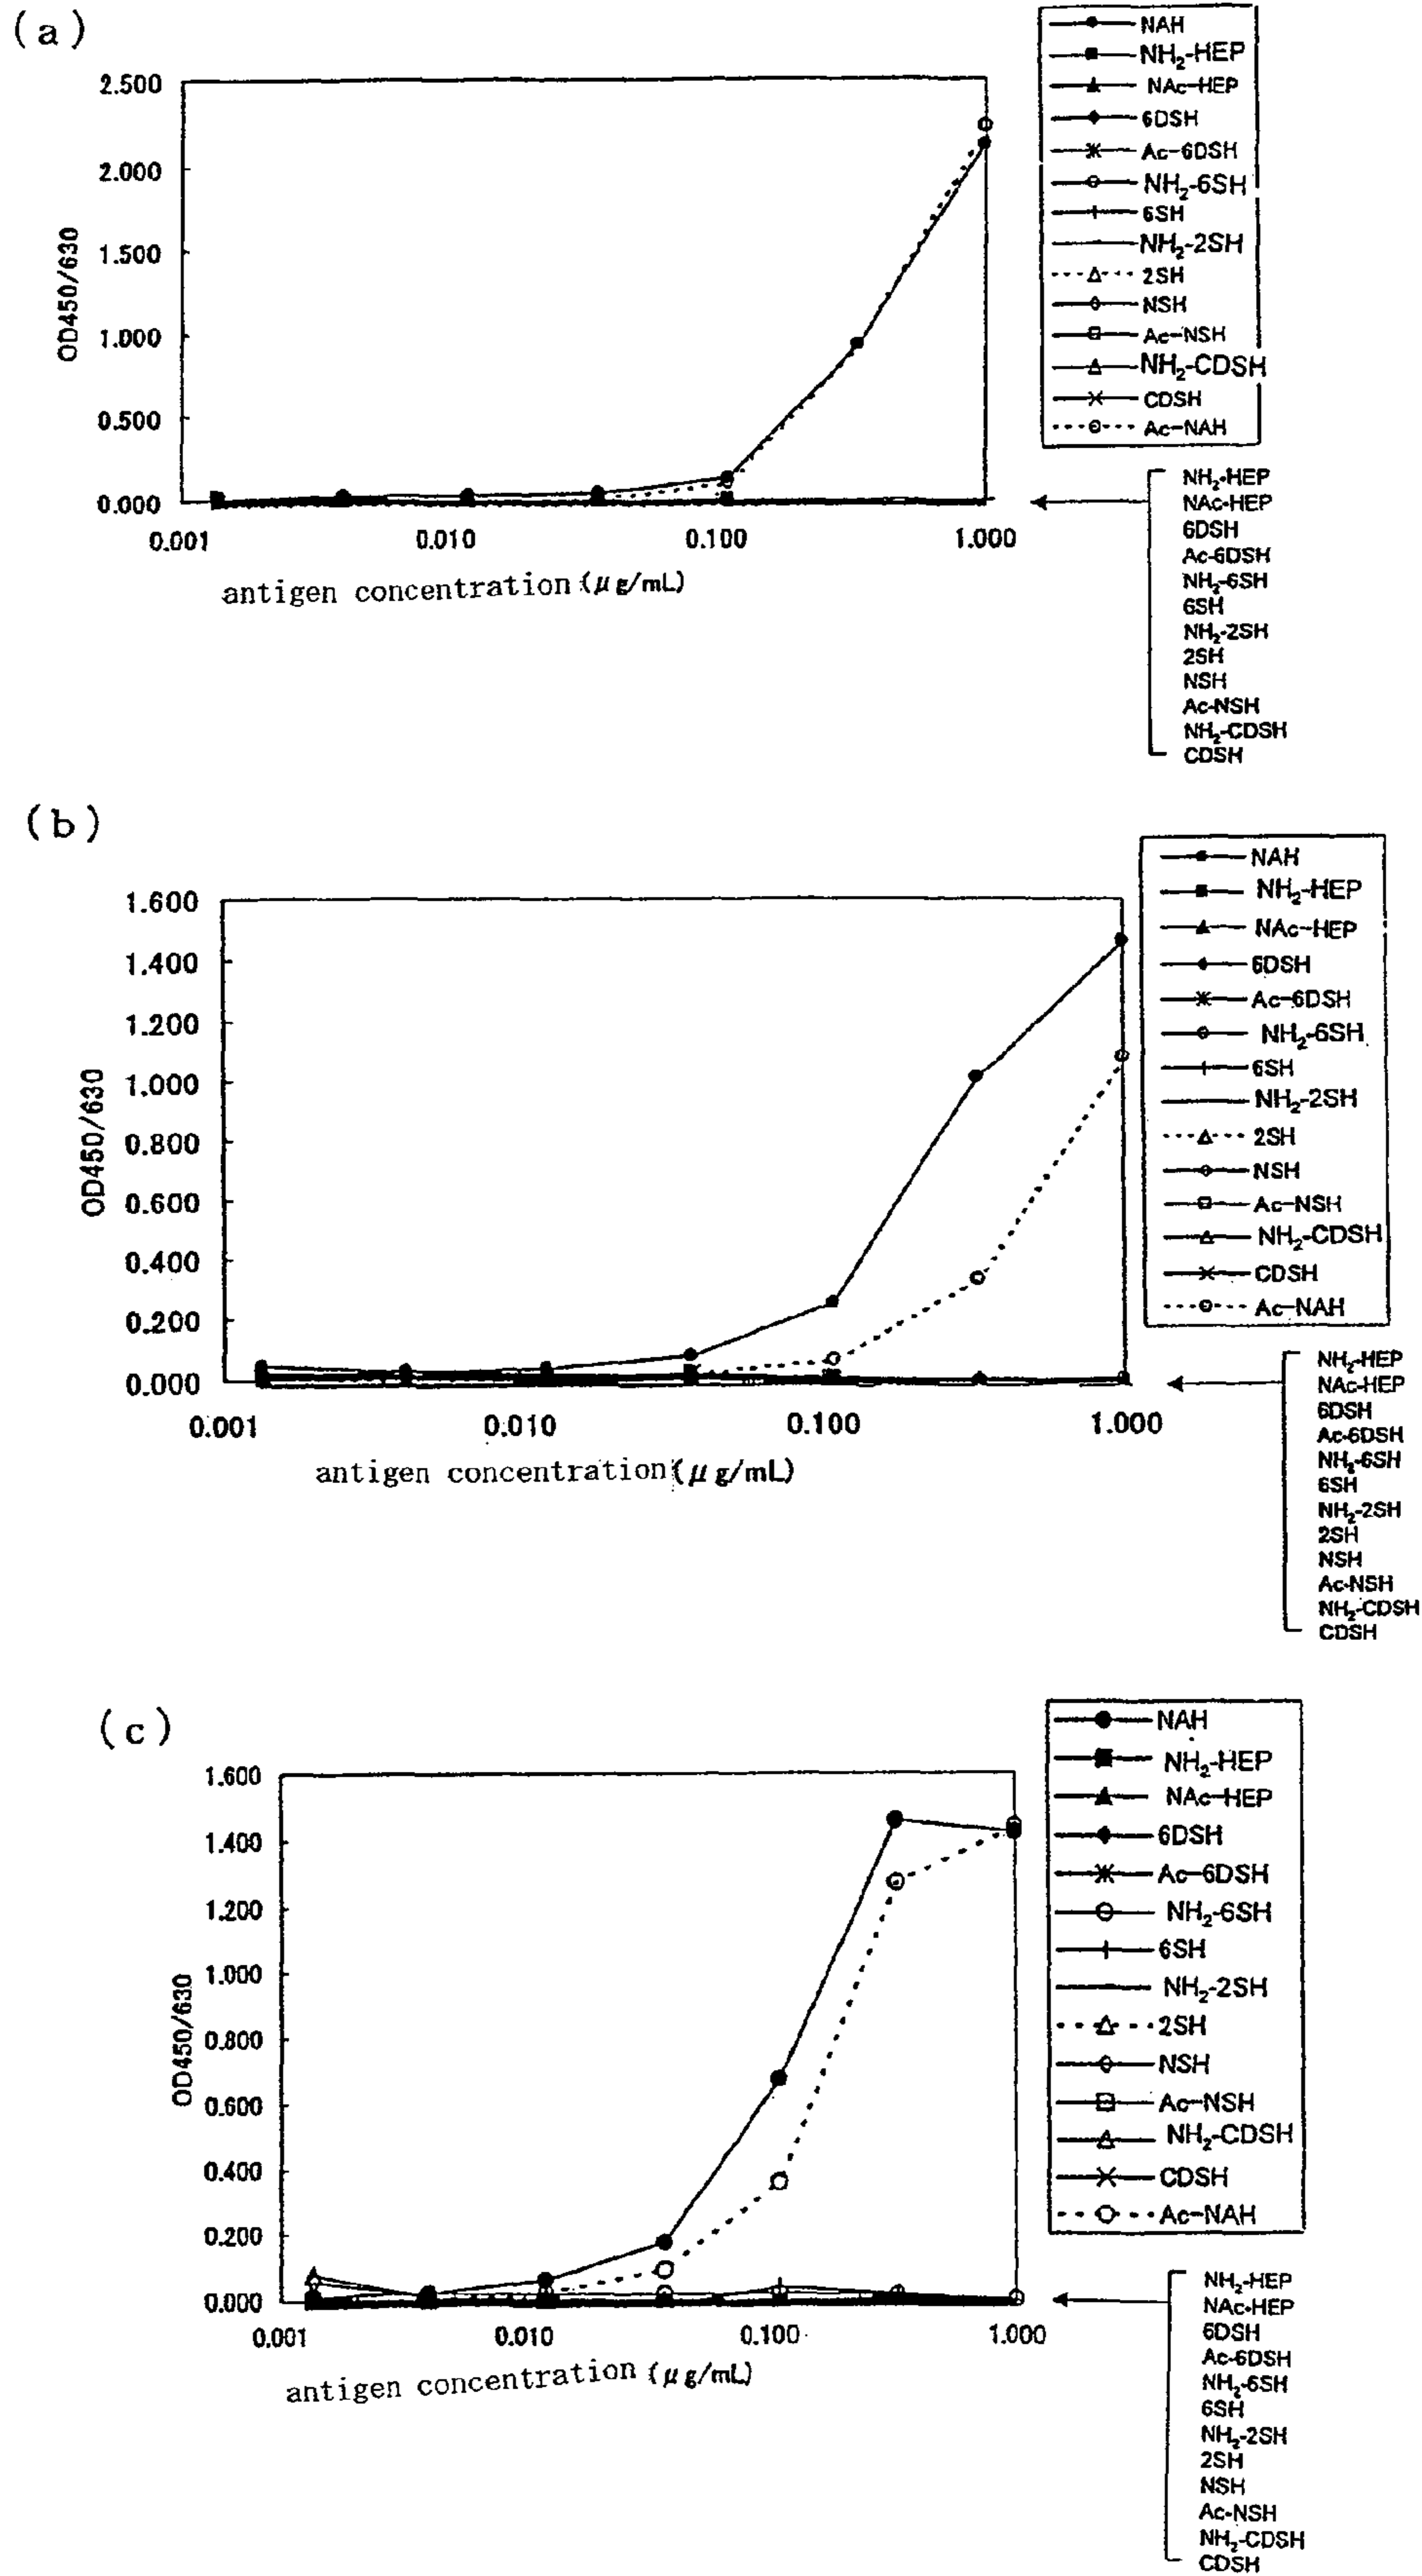 (a)
2.500
2.000
1.500
1.000
0.500
0.000
OD450/630
0.001 0.010 0.100 1.000
antigen concentration (μg/mL)
NAH
NH2-HEP
NAc-HEP
6DSH
Ac-6DSH
NH2-6SH
6SH
NH2-2SH
2SH
NSH
Ac-NSH
NH2-CDSH
CDSH
Ac-NAH
NH2-HEP
NAc-HEP
6DSH
Ac-6DSH
NH2-6SH
6SH
NH2-2SH
2SH
NSH
Ac-NSH
NH2-CDSH
CDSH
(b)
1.600
1.400
1.200
1.000
0.800
0.600
0.400
0.200
0.000
OD450/630
0.001 0.010 0.100 1.000
antigen concentration (μg/mL)
NAH
NH2-HEP
NAc-HEP
6DSH
Ac-6DSH
NH2-6SH
6SH
NH2-2SH
2SH
NSH
Ac-NSH
NH2-CDSH
CDSH
Ac-NAH
NH2-HEP
NAc-HEP
6DSH
Ac-6DSH
NH2-6SH
6SH
NH2-2SH
2SH
NSH
Ac-NSH
NH2-CDSH
CDSH
(c)
1.600
1.400
1.200
1.000
0.800
0.600
0.400
0.200
0.000
OD450/630
0.001 0.010 0.100 1.000
antigen concentration (μg/mL)
NAH
NH2-HEP
NAc-HEP
6DSH
Ac-6DSH
NH2-6SH
6SH
NH2-2SH
2SH
NSH
Ac-NSH
NH2-CDSH
CDSH
Ac-NAH
NH2-HEP
NAc-HEP
6DSH
Ac-6DSH
NH2-6SH
6SH
NH2-2SH
2SH
NSH
Ac-NSH
NH2-CDSH
CDSH